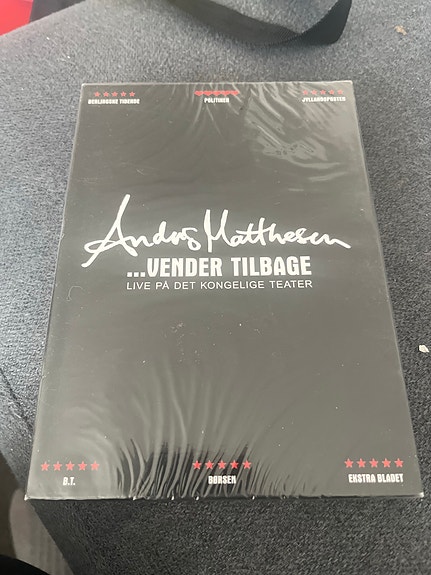 BERLINGSKE TIDENDE
POLITIKEN
JYLLANDSPOSTEN
Anders Matthesen
...VENDER TILBAGE
LIVE PÅ DET KONGELIGE TEATER
B.T.
BØRSEN
EKSTRA BLADET